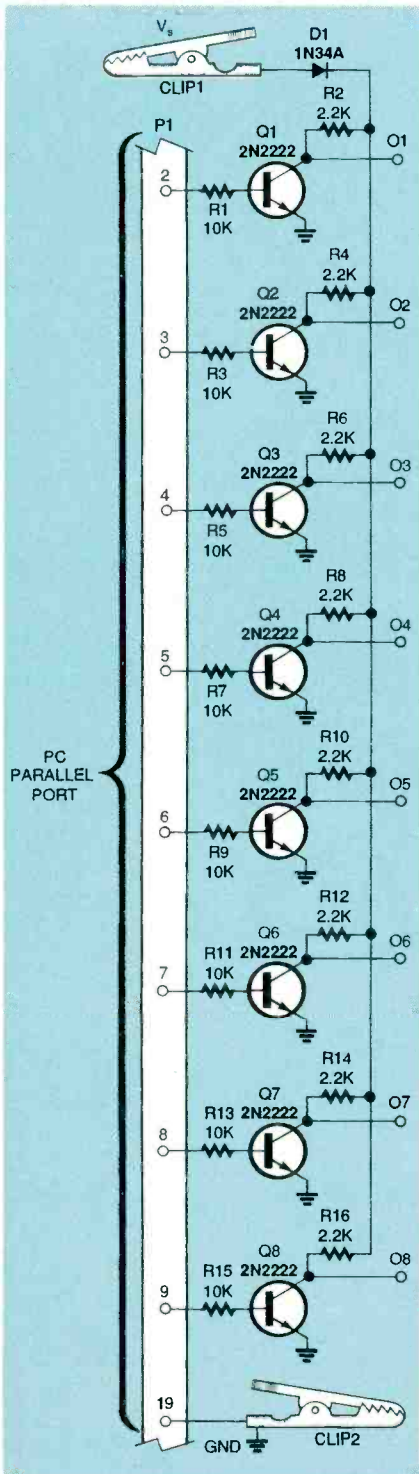 Vs
D1
1N34A
CLIP1
R2
2.2K
P1
Q1
2N2222
O1
2
R1
10K
R4
2.2K
Q2
2N2222
O2
3
R3
10K
R6
2.2K
Q3
2N2222
O3
4
R5
10K
R8
2.2K
Q4
2N2222
O4
5
R7
10K
R10
2.2K
Q5
2N2222
O5
PC
PARALLEL
PORT
6
R9
10K
R12
2.2K
Q6
2N2222
O6
7
R11
10K
R14
2.2K
Q7
2N2222
O7
8
R13
10K
R16
2.2K
Q8
2N2222
O8
9
R15
10K
19
GND
CLIP2